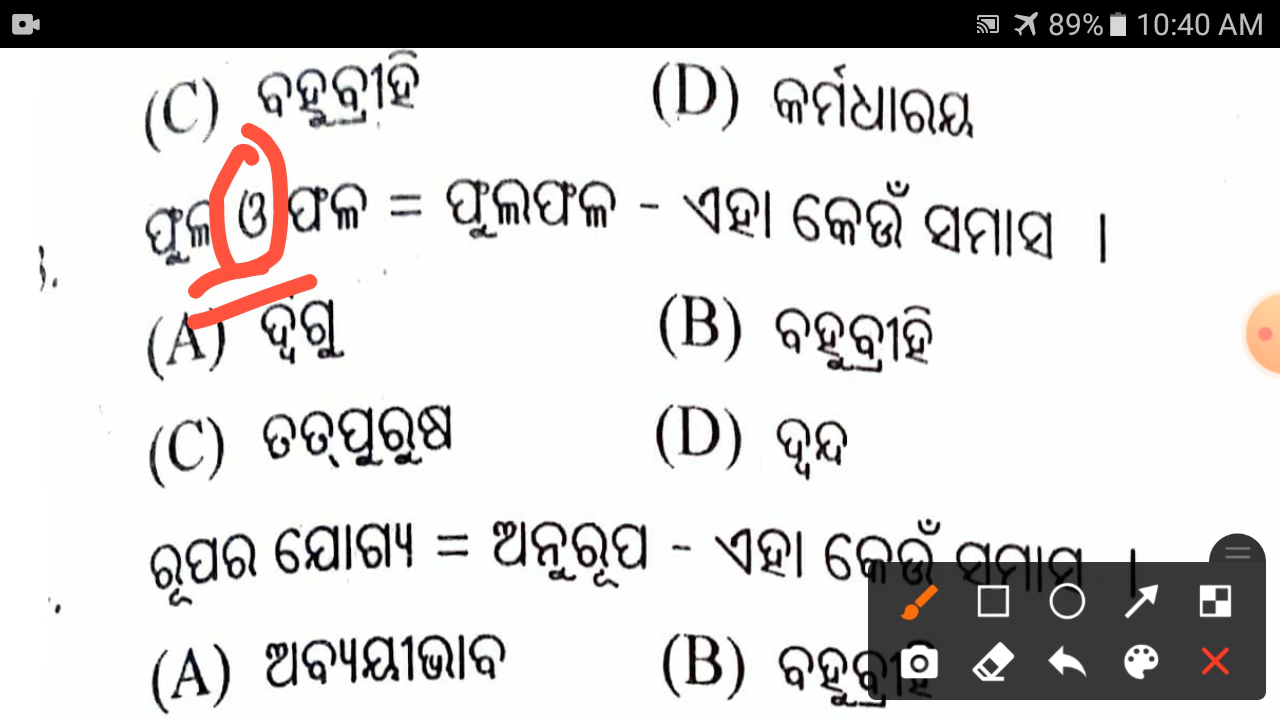 89% 10:40 AM
(C) ବହୁବ୍ରୀହି (D) କର୍ମଧାରୟ
ଫୁଳ ଓ ଫଳ = ଫୁଲଫଳ - ଏହା କେଉଁ ସମାସ ।
(A) ଦ୍ୱିଗୁ (B) ବହୁବ୍ରୀହି
(C) ତତ୍ପୁରୁଷ (D) ଦ୍ୱନ୍ଦ
ରୂପର ଯୋଗ୍ୟ = ଅନୁରୂପ - ଏହା କେଉଁ ସମାସ ।
(A) ଅବ୍ୟୟୀଭାବ (B) ବହୁବ୍ରୀହି